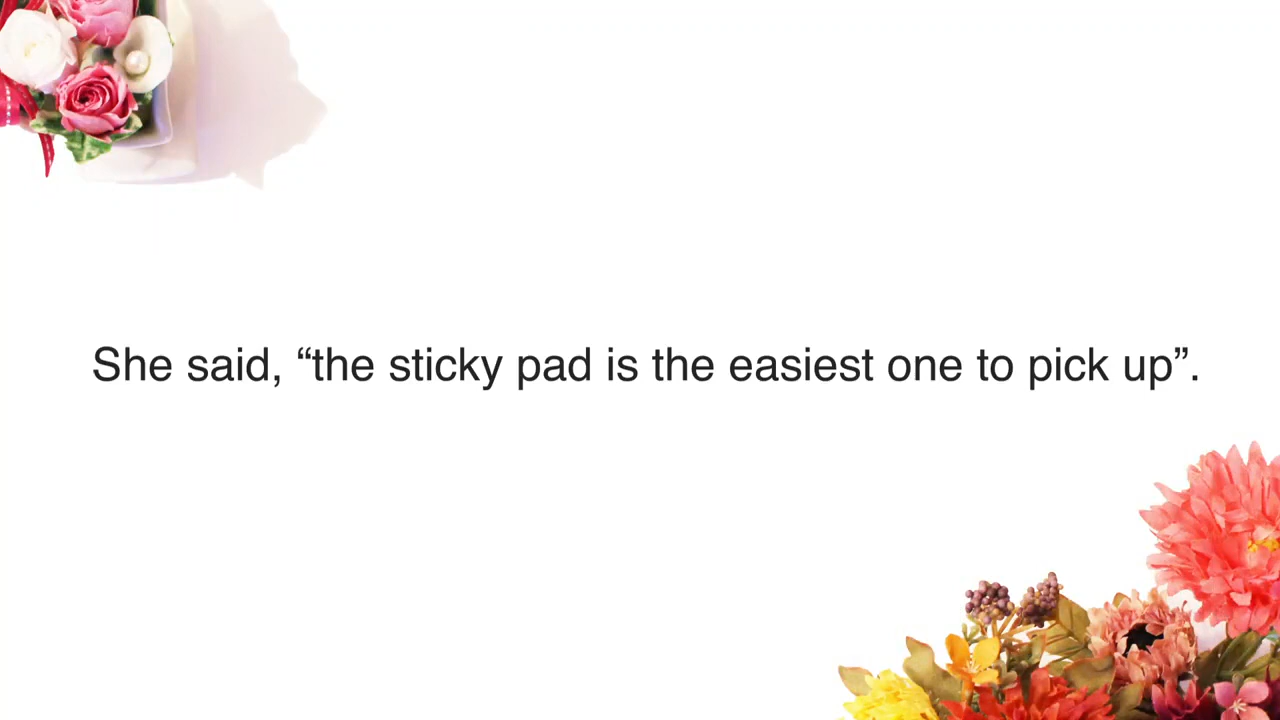 She said, “the sticky pad is the easiest one to pick up”.